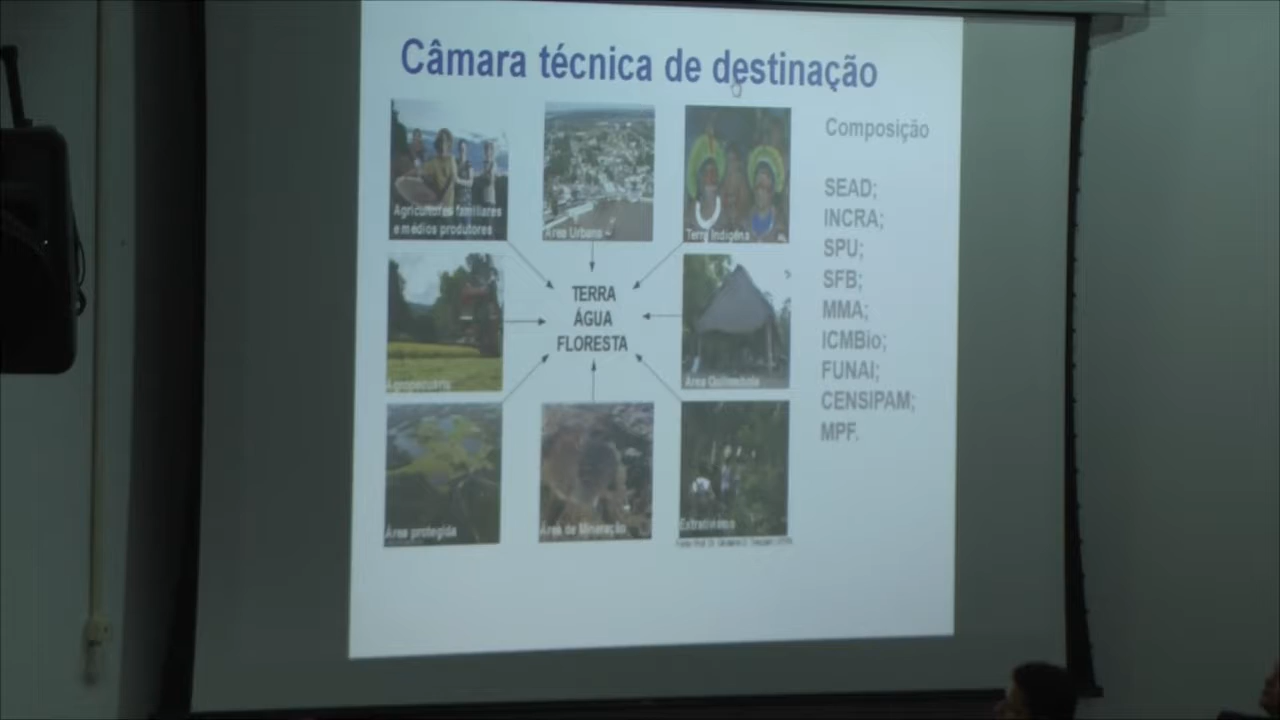 Câmara técnica de destinação
Agricultores familiares
e médios produtores
Área Urbana
Terra Indígena
Composição
SEAD;
INCRA;
SPU;
SFB;
MMA;
ICMBio;
FUNAI;
CENSIPAM;
MPF.
TERRA
ÁGUA
FLORESTA
Agropecuária
Área Quilombola
Área protegida
Área de Mineração
Extrativismo